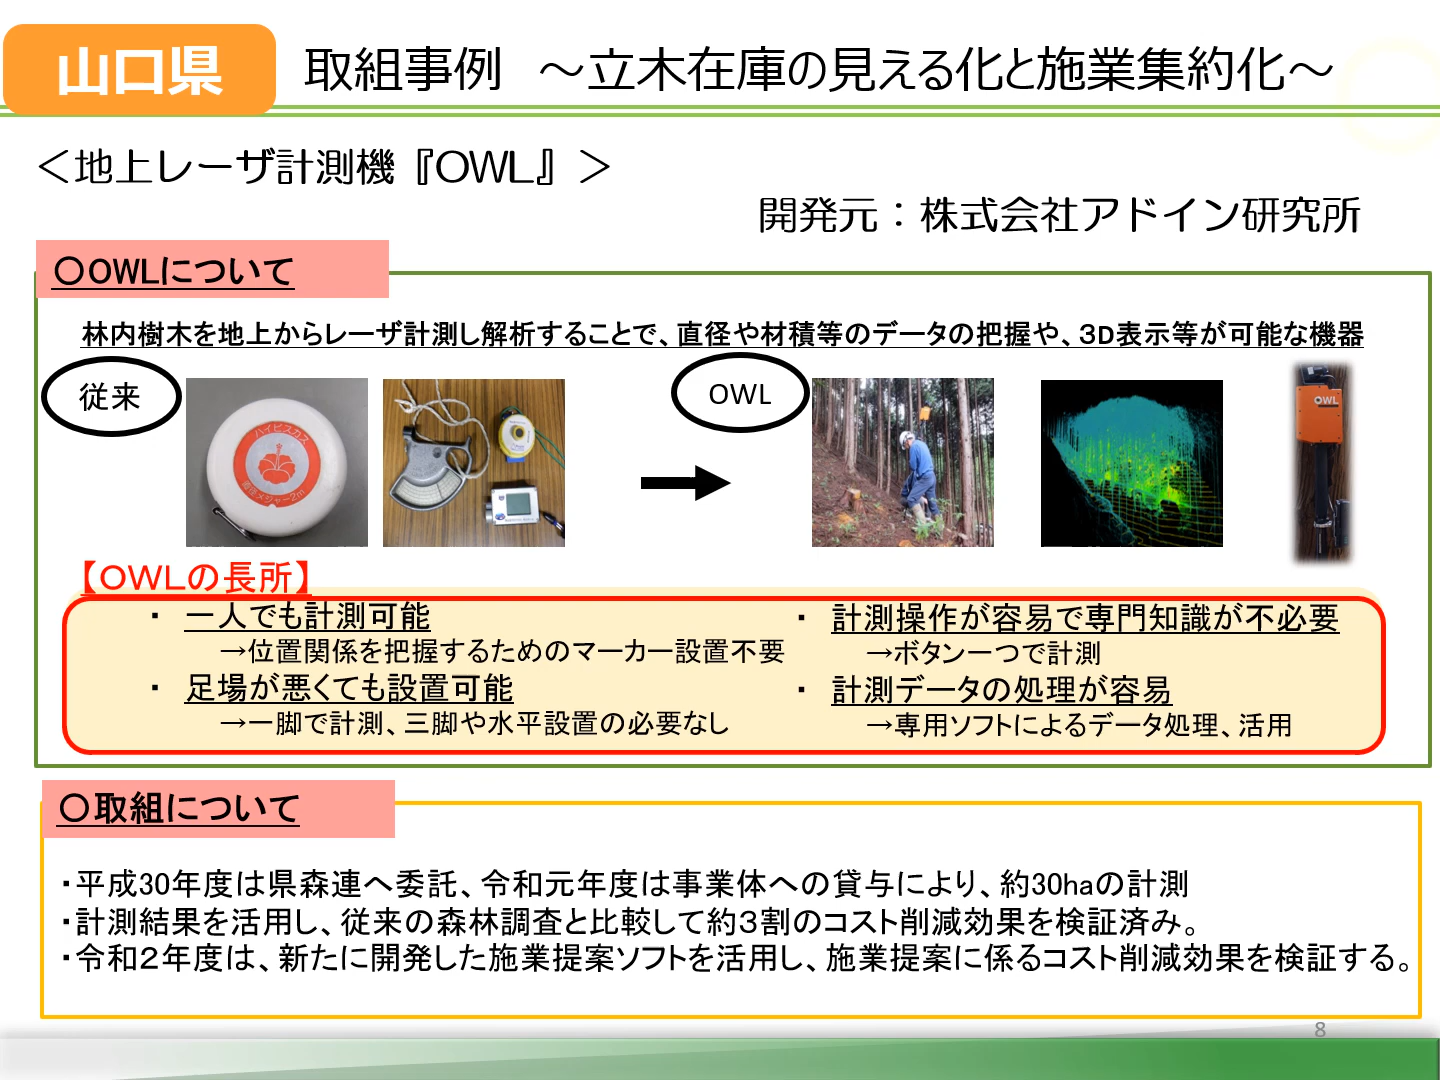 山口県
取組事例　～立木在庫の見える化と施業集約化～
＜地上レーザ計測機『OWL』＞
開発元：株式会社アドイン研究所
〇OWLについて
林内樹木を地上からレーザ計測し解析することで、直径や材積等のデータの把握や、３D表示等が可能な機器
従来
ハイビスカス
直径メジャー2m
OWL
OWL
【OWLの長所】
・ 一人でも計測可能
→位置関係を把握するためのマーカー設置不要
・ 足場が悪くても設置可能
→一脚で計測、三脚や水平設置の必要なし
・ 計測操作が容易で専門知識が不必要
→ボタン一つで計測
・ 計測データの処理が容易
→専用ソフトによるデータ処理、活用
〇取組について
・平成30年度は県森連へ委託、令和元年度は事業体への貸与により、約30haの計測
・計測結果を活用し、従来の森林調査と比較して約３割のコスト削減効果を検証済み。
・令和２年度は、新たに開発した施業提案ソフトを活用し、施業提案に係るコスト削減効果を検証する。
8